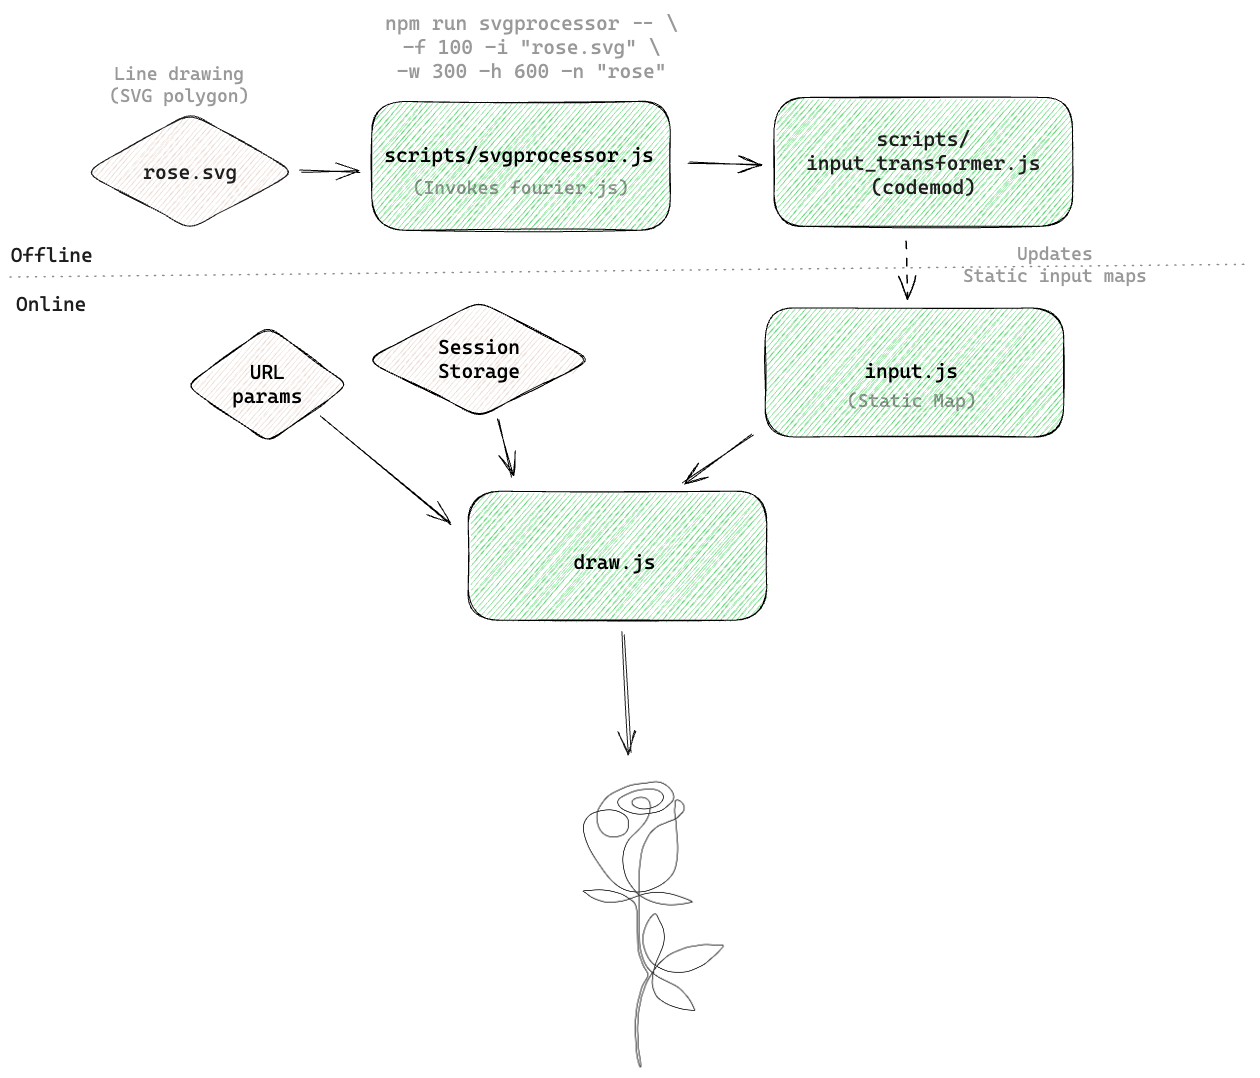 npm run svgprocessor -- \
-f 100 -i "rose.svg" \
-w 300 -h 600 -n "rose"
Line drawing
(SVG polygon)
rose.svg
scripts/svgprocessor.js
(Invokes fourier.js)
scripts/
input_transformer.js
(codemod)
Offline
Updates
Static input maps
Online
URL
params
Session
Storage
input.js
(Static Map)
draw.js